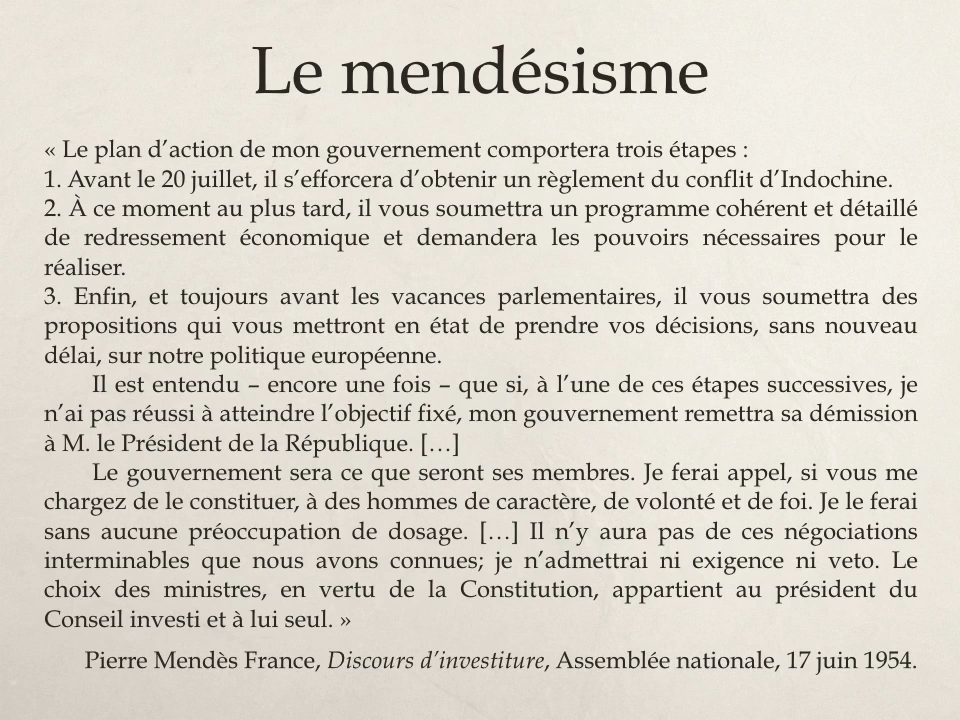 Le mendésisme
« Le plan d’action de mon gouvernement comportera trois étapes :
1. Avant le 20 juillet, il s’efforcera d’obtenir un règlement du conflit d’Indochine.
2. À ce moment au plus tard, il vous soumettra un programme cohérent et détaillé
de redressement économique et demandera les pouvoirs nécessaires pour le
réaliser.
3. Enfin, et toujours avant les vacances parlementaires, il vous soumettra des
propositions qui vous mettront en état de prendre vos décisions, sans nouveau
délai, sur notre politique européenne.
Il est entendu – encore une fois – que si, à l’une de ces étapes successives, je
n’ai pas réussi à atteindre l’objectif fixé, mon gouvernement remettra sa démission
à M. le Président de la République. […]
Le gouvernement sera ce que seront ses membres. Je ferai appel, si vous me
chargez de le constituer, à des hommes de caractère, de volonté et de foi. Je le ferai
sans aucune préoccupation de dosage. […] Il n’y aura pas de ces négociations
interminables que nous avons connues; je n’admettrai ni exigence ni veto. Le
choix des ministres, en vertu de la Constitution, appartient au président du
Conseil investi et à lui seul. »
Pierre Mendès France, Discours d’investiture, Assemblée nationale, 17 juin 1954.